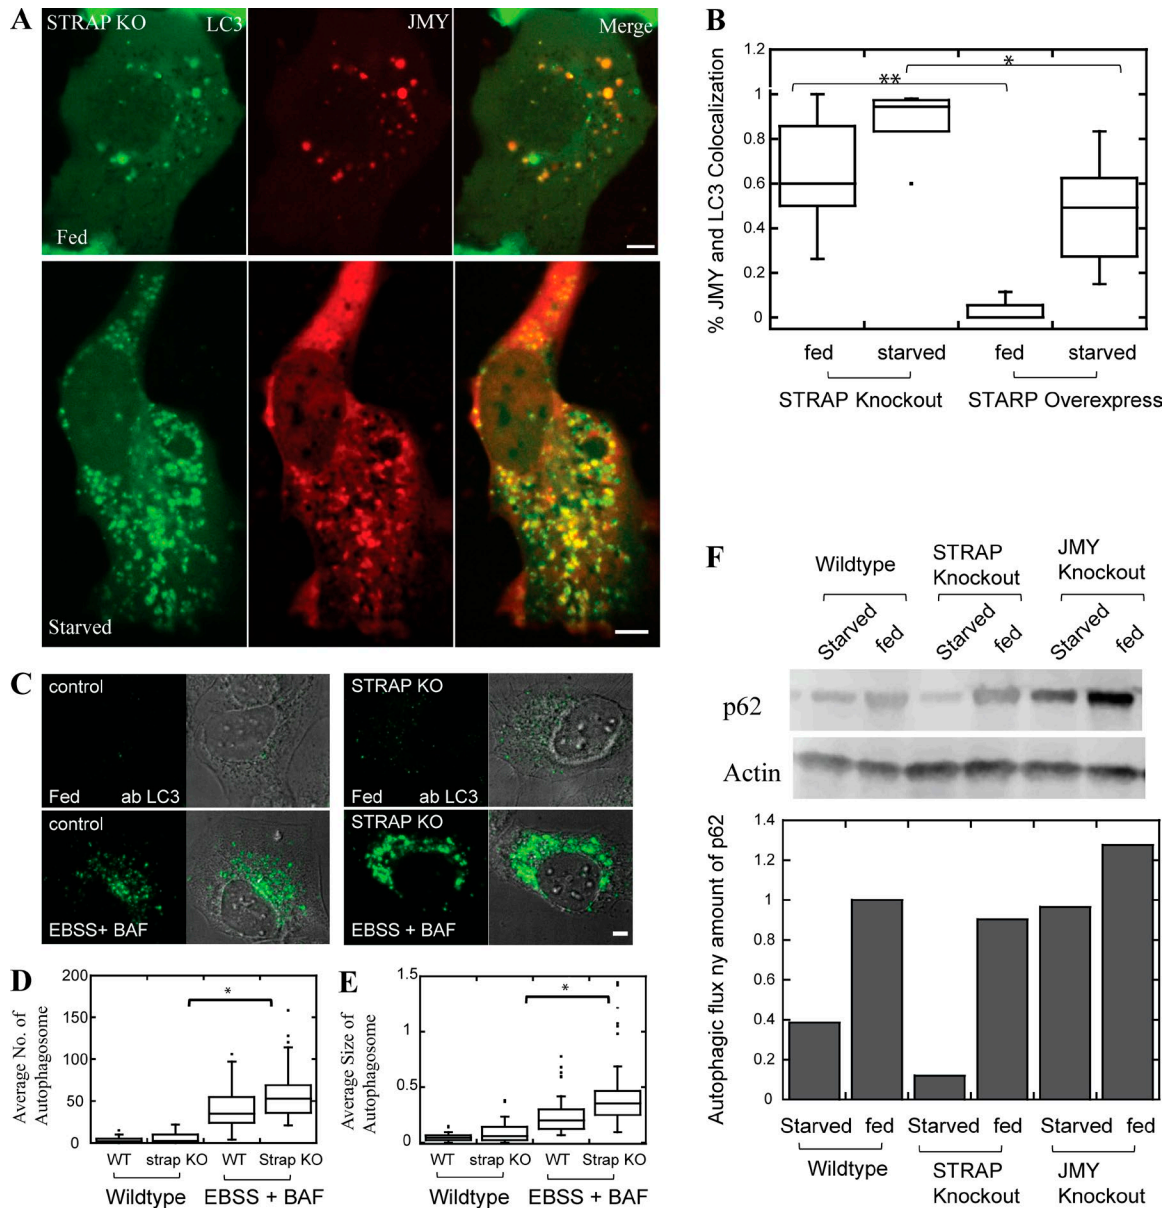 A
STRAP KO LC3
JMY
Merge
Fed
Starved
B
% JMY and LC3 Colocalization
1.2
1
0.8
0.6
0.4
0.2
0
**
*
fed starved fed starved
STRAP Knockout STARP Overexpress
C
control
Fed ab LC3
STRAP KO
Fed ab LC3
control
EBSS+ BAF
STRAP KO
EBSS + BAF
D
Average No. of
Autophagosome
200
150
100
50
0
*
WT strap KO WT Strap KO
Wildtype EBSS + BAF
E
Average Size of
Autophagosome
1.5
1
0.5
0
*
WT strap KO WT Strap KO
Wildtype EBSS + BAF
F
Wildtype
STRAP
Knockout
JMY
Knockout
Starved fed Starved fed Starved fed
p62
Actin
Autophagic flux ny amount of p62
1.4
1.2
1
0.8
0.6
0.4
0.2
0
Starved fed Starved fed Starved fed
Wildtype
STRAP
Knockout
JMY
Knockout